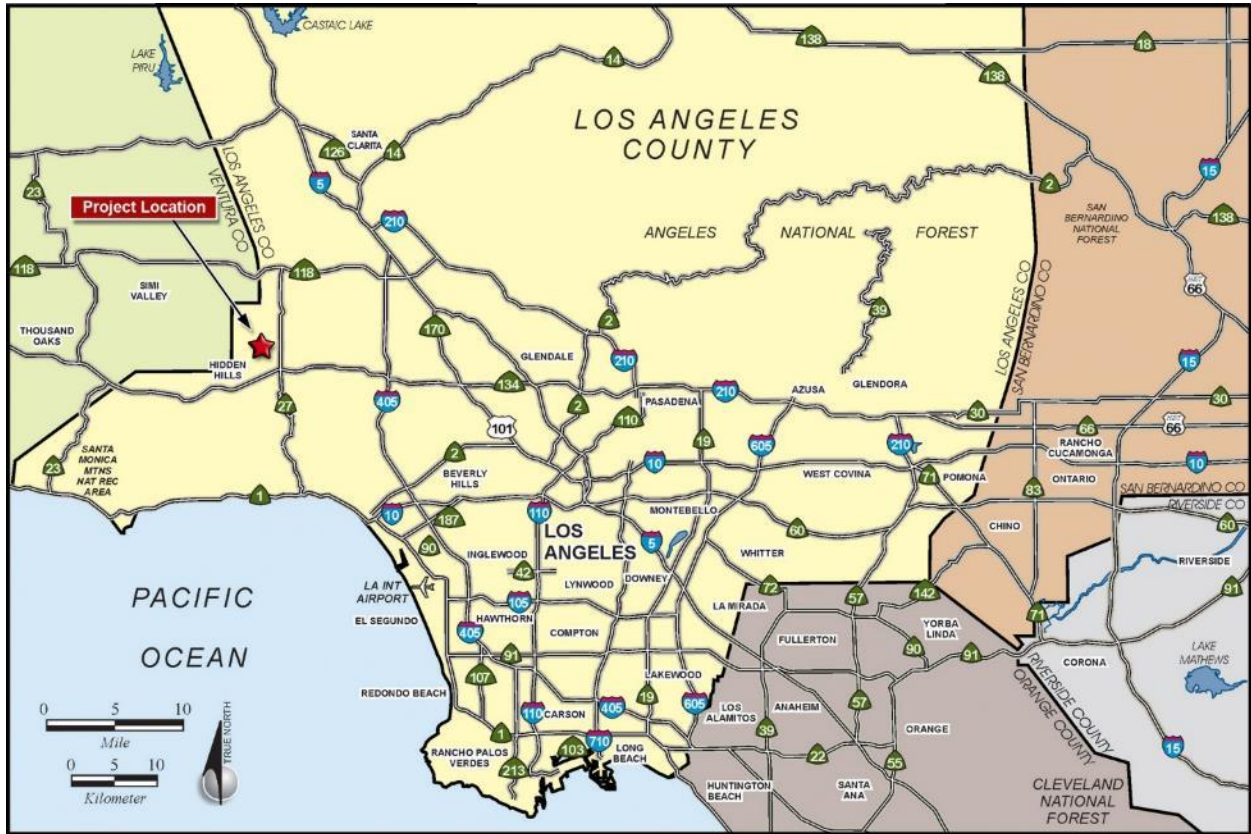 CASTAIC LAKE
LAKE
PIRU
138
18
14
138
LOS ANGELES
COUNTY
SANTA
CLARITA
126
14
5
2
15
23
LOS ANGELES CO
VENTURA CO
Project Location
210
SAN
BERNARDINO
NATIONAL
FOREST
138
ANGELES NATIONAL FOREST
118
118
SIMI
VALLEY
66
LOS ANGELES CO
SAN BERNARDINO CO
39
2
170
THOUSAND
OAKS
HIDDEN
HILLS
GLENDALE
210
15
134
AZUSA
GLENDORA
405
27
PASADENA
210
30
30
2
110
101
19
605
210
66
66
RANCHO
CUCAMONGA
SANTA
MONICA
MTNS
NAT REC
AREA
23
2
BEVERLY
HILLS
10
WEST COVINA
71
POMONA
ONTARIO
10
83
SAN BERNARDINO CO
RIVERSIDE CO
1
10
187
110
MONTEBELLO
60
CHINO
60
LOS
ANGELES
5
90
INGLEWOOD
WHITTER
RIVERSIDE
42
LYNWOOD
DOWNEY
LA INT
AIRPORT
72
57
142
91
PACIFIC
OCEAN
105
HAWTHORN
LA MIRADA
71
EL SEGUNDO
405
COMPTON
FULLERTON
YORBA
LINDA
90
91
91
CORONA
LAKE
MATHEWS
RIVERSIDE COUNTY
ORANGE COUNTY
107
LAKEWOOD
REDONDO BEACH
19
605
LOS
ALAMITOS
ANAHEIM
57
110
CARSON
405
39
ORANGE
0 5 10
Mile
TRUE NORTH
1
103
710
LONG
BEACH
22
15
RANCHO PALOS
VERDES
213
55
0 5 10
Kilometer
HUNTINGTON
BEACH
SANTA
ANA
CLEVELAND
NATIONAL
FOREST